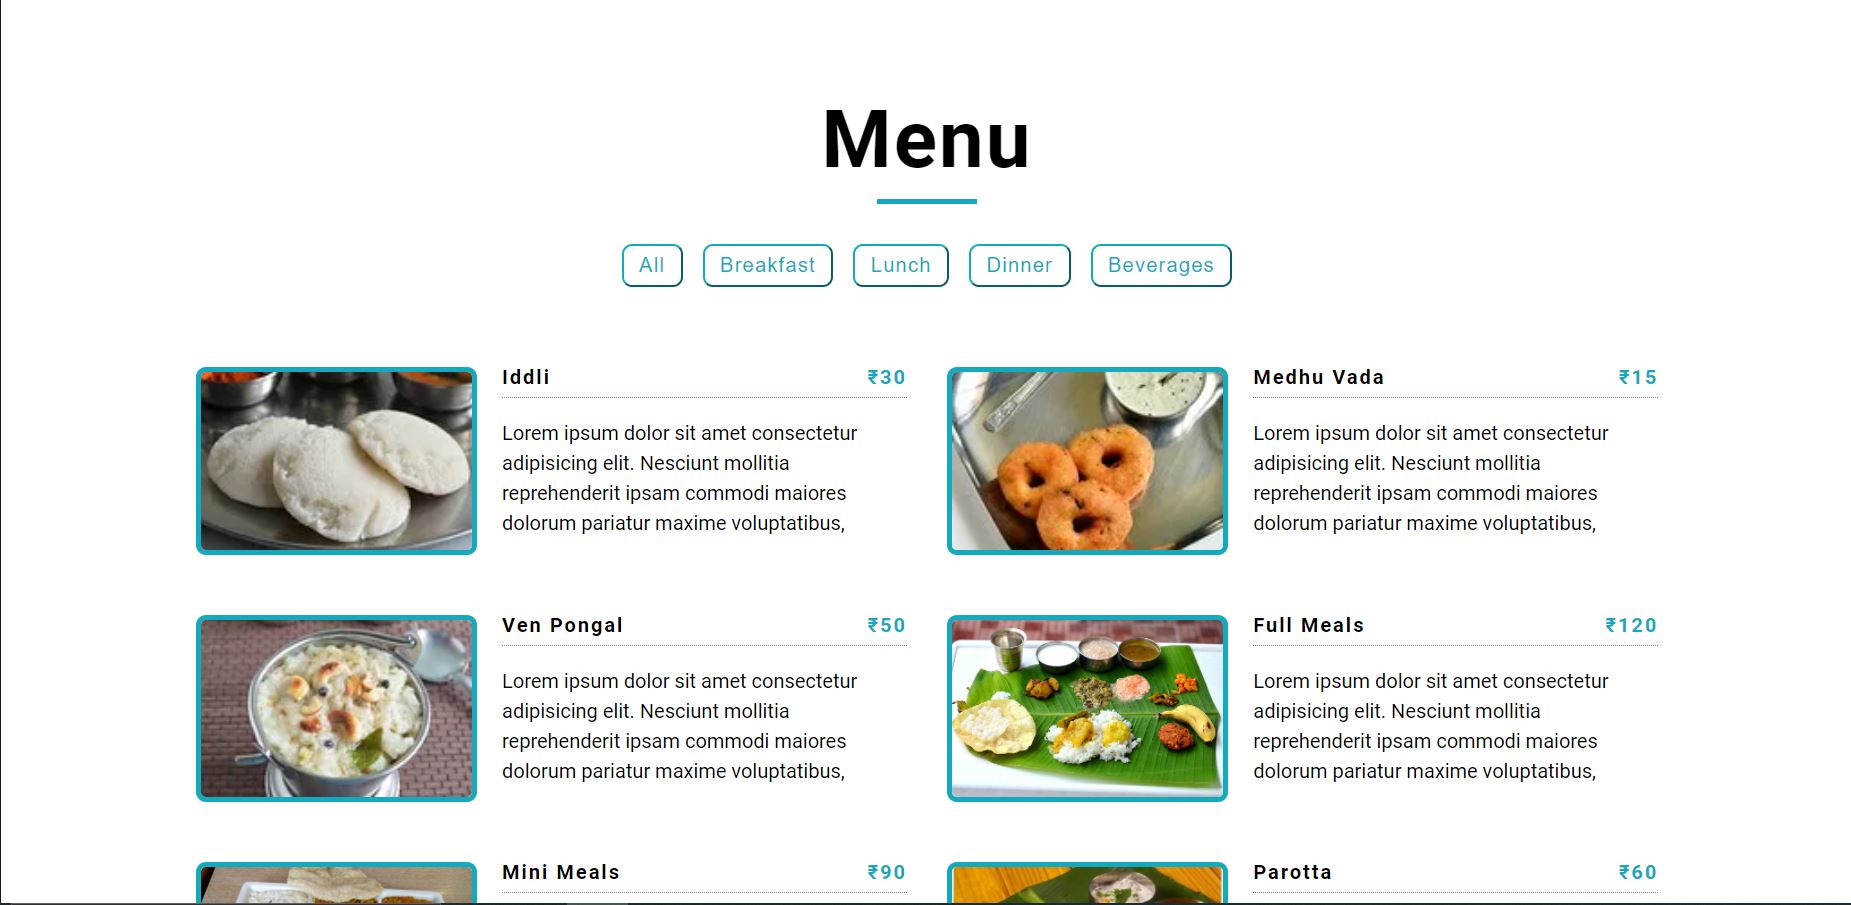 Menu
All Breakfast Lunch Dinner Beverages
Iddli ₹30
Lorem ipsum dolor sit amet consectetur
adipisicing elit. Nesciunt mollitia
reprehenderit ipsam commodi maiores
dolorum pariatur maxime voluptatibus,
Medhu Vada ₹15
Lorem ipsum dolor sit amet consectetur
adipisicing elit. Nesciunt mollitia
reprehenderit ipsam commodi maiores
dolorum pariatur maxime voluptatibus,
Ven Pongal ₹50
Lorem ipsum dolor sit amet consectetur
adipisicing elit. Nesciunt mollitia
reprehenderit ipsam commodi maiores
dolorum pariatur maxime voluptatibus,
Full Meals ₹120
Lorem ipsum dolor sit amet consectetur
adipisicing elit. Nesciunt mollitia
reprehenderit ipsam commodi maiores
dolorum pariatur maxime voluptatibus,
Mini Meals ₹90
Parotta ₹60